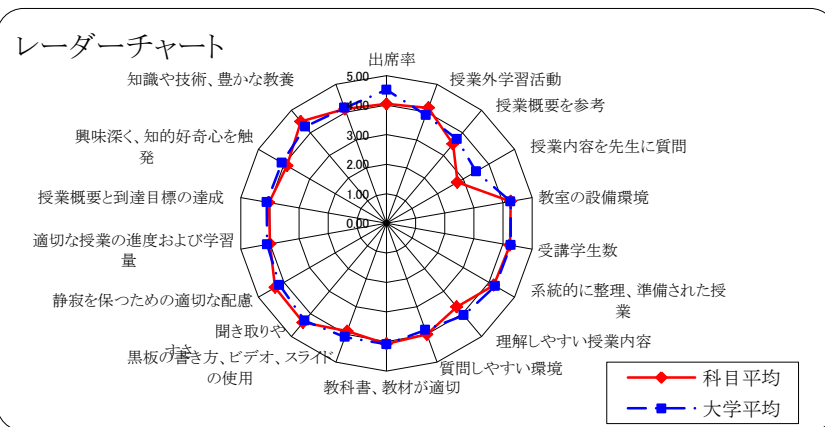 レーダーチャート
出席率
授業外学習活動
授業概要を参考
授業内容を先生に質問
教室の設備環境
受講学生数
系統的に整理、準備された授
業
理解しやすい授業内容
質問しやすい環境
教科書、教材が適切
黒板の書き方、ビデオ、スライド
の使用
聞き取りや
すさ
静寂を保つための適切な配慮
適切な授業の進度および学習
量
授業概要と到達目標の達成
興味深く、知的好奇心を触
発
知識や技術、豊かな教養
5.00
4.00
3.00
2.00
1.00
0.00
科目平均
大学平均